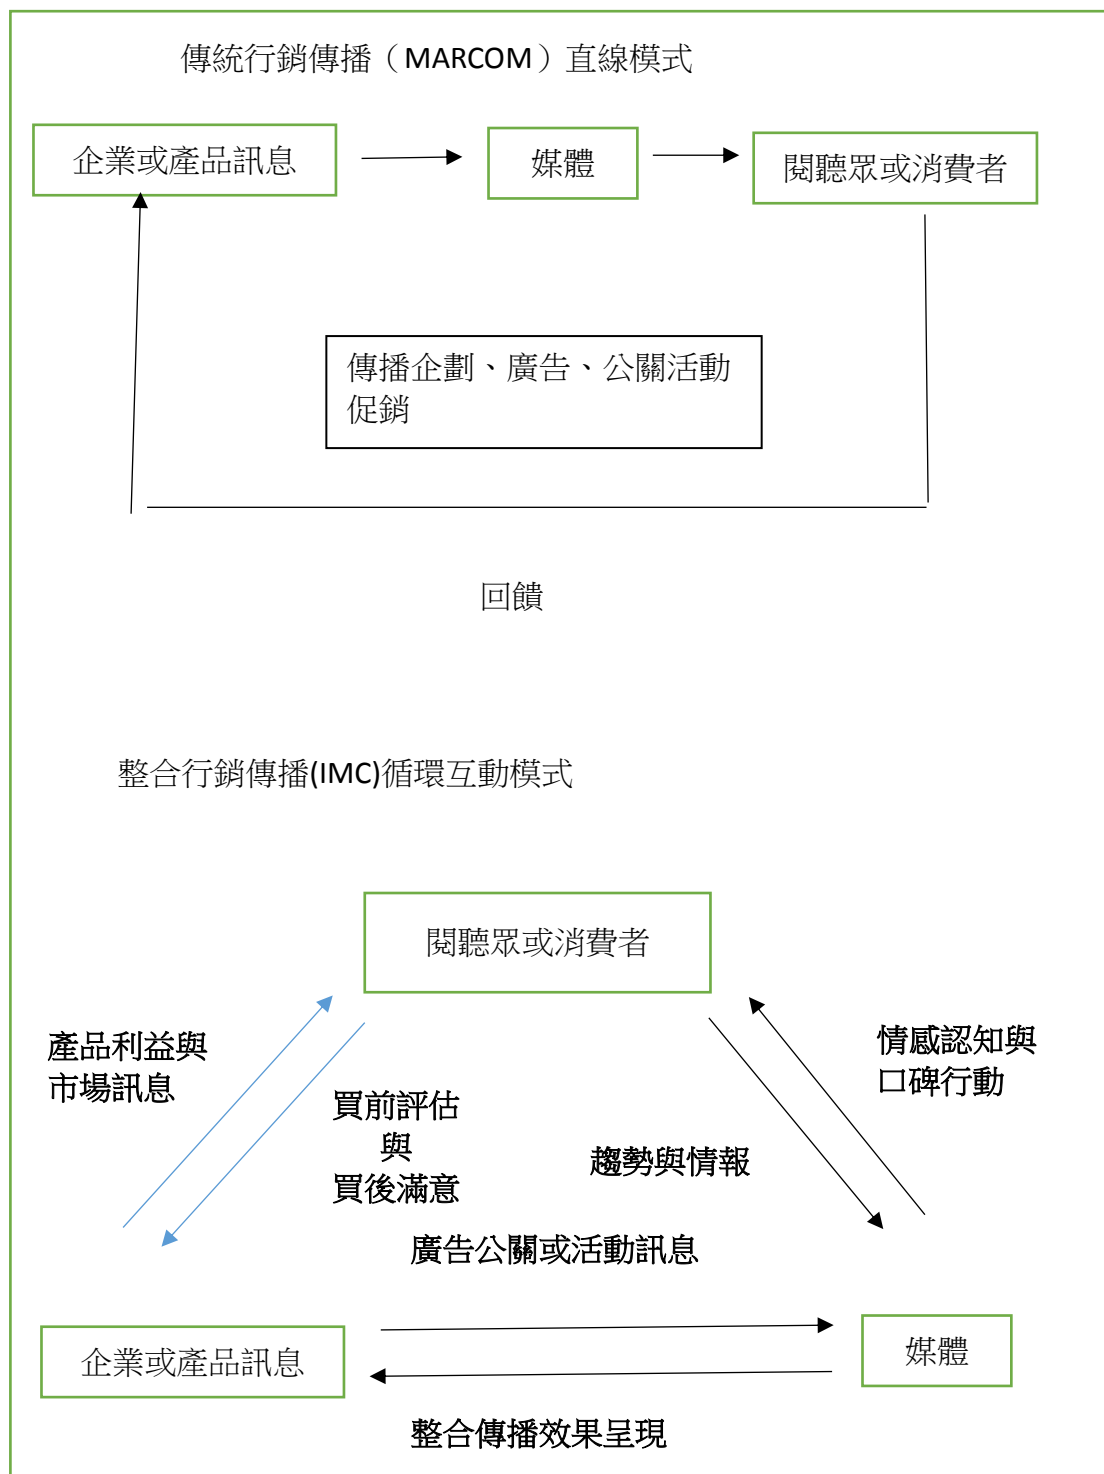 傳統行銷傳播（MARCOM）直線模式
企業或產品訊息
媒體
閱聽眾或消費者
傳播企劃、廣告、公關活動
促銷
回饋
整合行銷傳播(IMC)循環互動模式
閱聽眾或消費者
產品利益與
市場訊息
買前評估
與
買後滿意
趨勢與情報
情感認知與
口碑行動
廣告公關或活動訊息
企業或產品訊息
媒體
整合傳播效果呈現